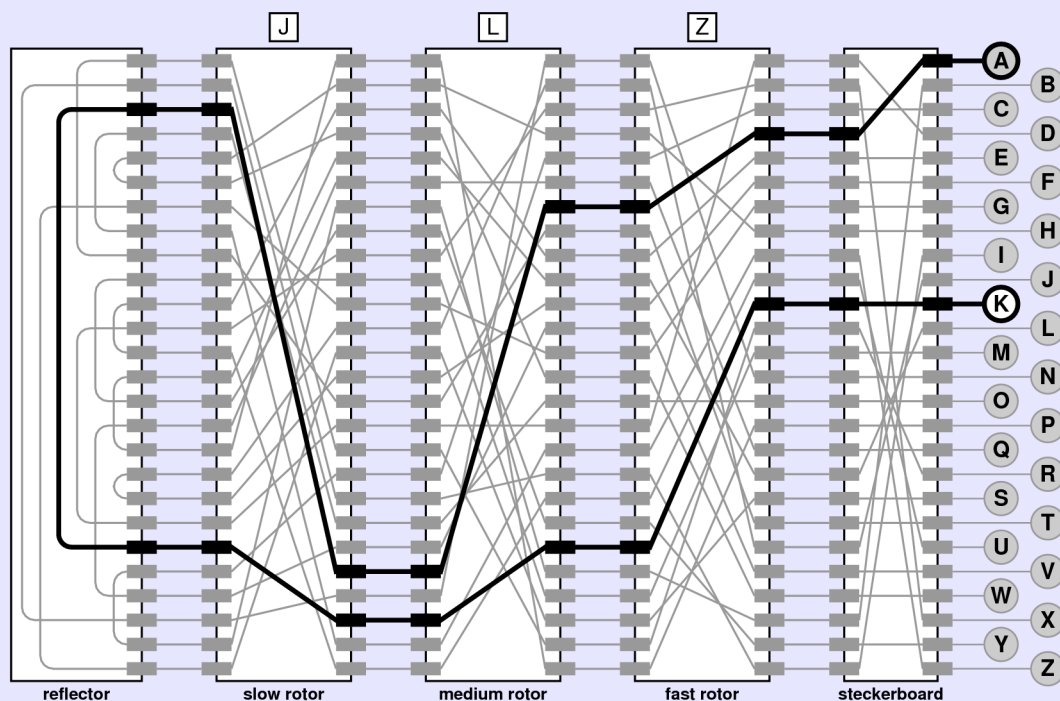 J L Z
A
B
C
D
E
F
G
H
I
J
K
L
M
N
O
P
Q
R
S
T
U
V
W
X
Y
Z
reflector slow rotor medium rotor fast rotor steckerboard